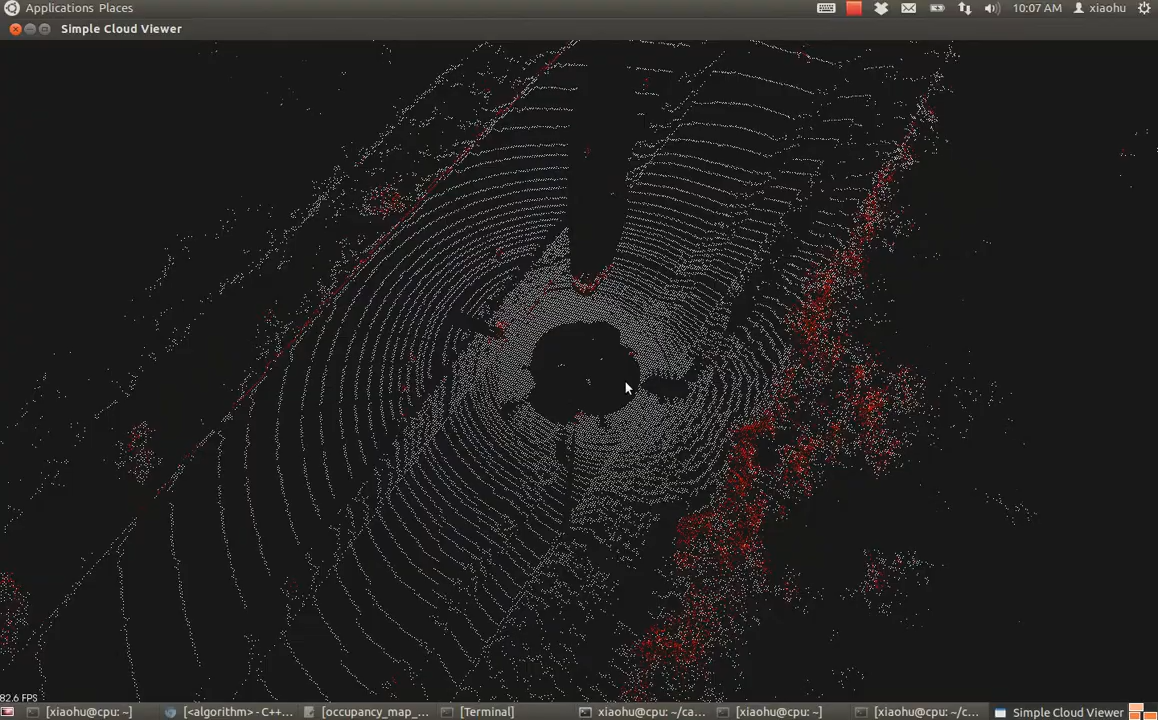 Applications Places 10:07 AM xiaohu
Simple Cloud Viewer
82.6 FPS
[xiaohu@cpu: ~] [<algorithm> - C++... [occupancy_map_... [Terminal] xiaohu@cpu: ~/ca... [xiaohu@cpu: ~] [xiaohu@cpu: ~/c... Simple Cloud Viewer